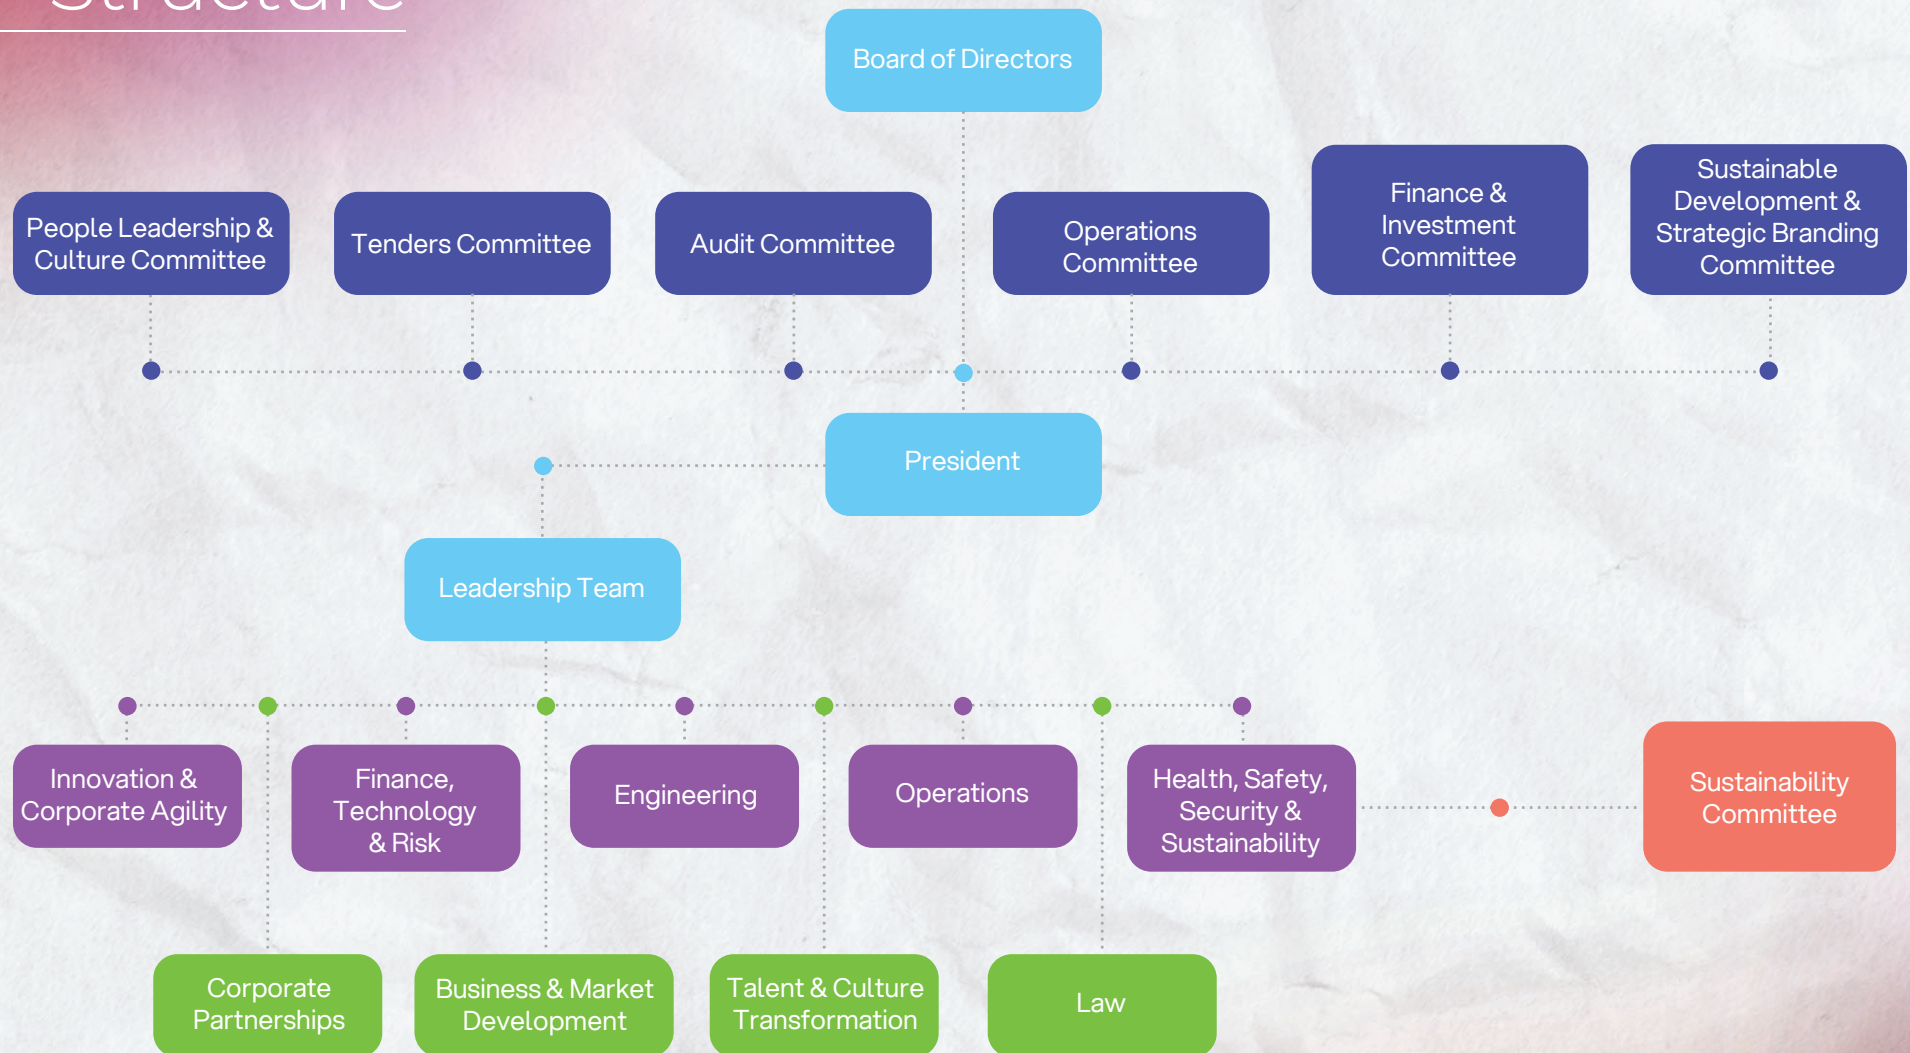 Structure
Board of Directors
People Leadership &
Culture Committee
Tenders Committee
Audit Committee
Operations
Committee
Finance &
Investment
Committee
Sustainable
Development &
Strategic Branding
Committee
President
Leadership Team
Innovation &
Corporate Agility
Finance,
Technology
& Risk
Engineering
Operations
Health, Safety,
Security &
Sustainability
Sustainability
Committee
Corporate
Partnerships
Business & Market
Development
Talent & Culture
Transformation
Law